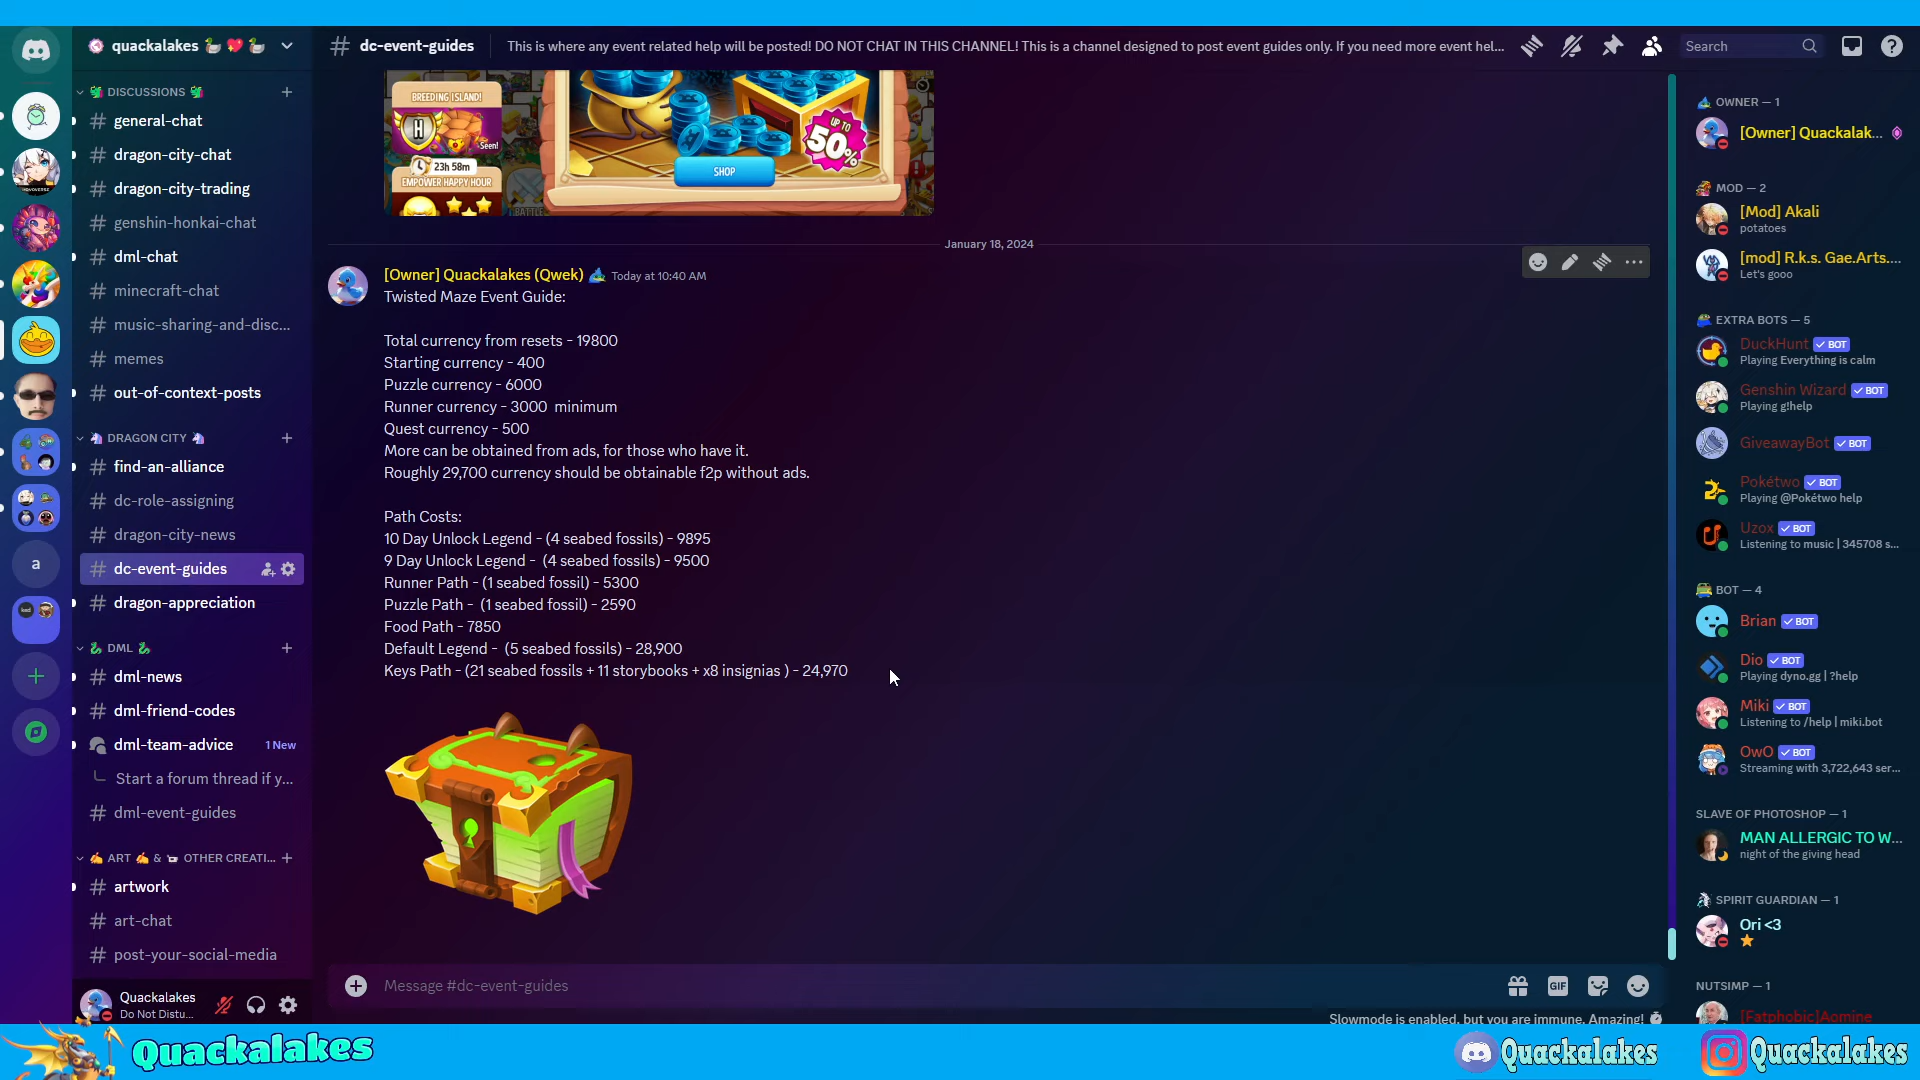 quackalakes
dc-event-guides
This is where any event related help will be posted! DO NOT CHAT IN THIS CHANNEL! This is a channel designed to post event guides only. If you need more event hel...
Search
DISCUSSIONS
general-chat
dragon-city-chat
dragon-city-trading
genshin-honkai-chat
dml-chat
minecraft-chat
music-sharing-and-disc...
memes
out-of-context-posts
DRAGON CITY
find-an-alliance
dc-role-assigning
dragon-city-news
dc-event-guides
dragon-appreciation
DML
dml-news
dml-friend-codes
dml-team-advice
1 New
Start a forum thread if y...
dml-event-guides
ART & OTHER CREATI...
artwork
art-chat
post-your-social-media
Quackalakes
Do Not Distu...
a
BREEDING ISLAND!
H
Seen!
23h 58m
EMPOWER HAPPY HOUR
UP TO
50%
SHOP
January 18, 2024
[Owner] Quackalakes (Qwek) Today at 10:40 AM
Twisted Maze Event Guide:
Total currency from resets - 19800
Starting currency - 400
Puzzle currency - 6000
Runner currency - 3000 minimum
Quest currency - 500
More can be obtained from ads, for those who have it.
Roughly 29,700 currency should be obtainable f2p without ads.
Path Costs:
10 Day Unlock Legend - (4 seabed fossils) - 9895
9 Day Unlock Legend - (4 seabed fossils) - 9500
Runner Path - (1 seabed fossil) - 5300
Puzzle Path - (1 seabed fossil) - 2590
Food Path - 7850
Default Legend - (5 seabed fossils) - 28,900
Keys Path - (21 seabed fossils + 11 storybooks + x8 insignias ) - 24,970
Message #dc-event-guides
GIF
Slowmode is enabled, but you are immune. Amazing!
OWNER — 1
[Owner] Quackalak...
MOD — 2
[Mod] Akali
potatoes
[mod] R.k.s. Gae.Arts....
Let's gooo
EXTRA BOTS — 5
DuckHunt BOT
Playing Everything is calm
Genshin Wizard BOT
Playing g!help
GiveawayBot BOT
Pokétwo BOT
Playing @Pokétwo help
Uzox BOT
Listening to music | 345708 s...
BOT — 4
Brian BOT
Dio BOT
Playing dyno.gg | ?help
Miki BOT
Listening to /help | miki.bot
OwO BOT
Streaming with 3,722,643 ser...
SLAVE OF PHOTOSHOP — 1
MAN ALLERGIC TO W...
night of the giving head
SPIRIT GUARDIAN — 1
Ori <3
NUTSIMP — 1
[Fatphobic]Aomine
Quackalakes
Quackalakes
Quackalakes